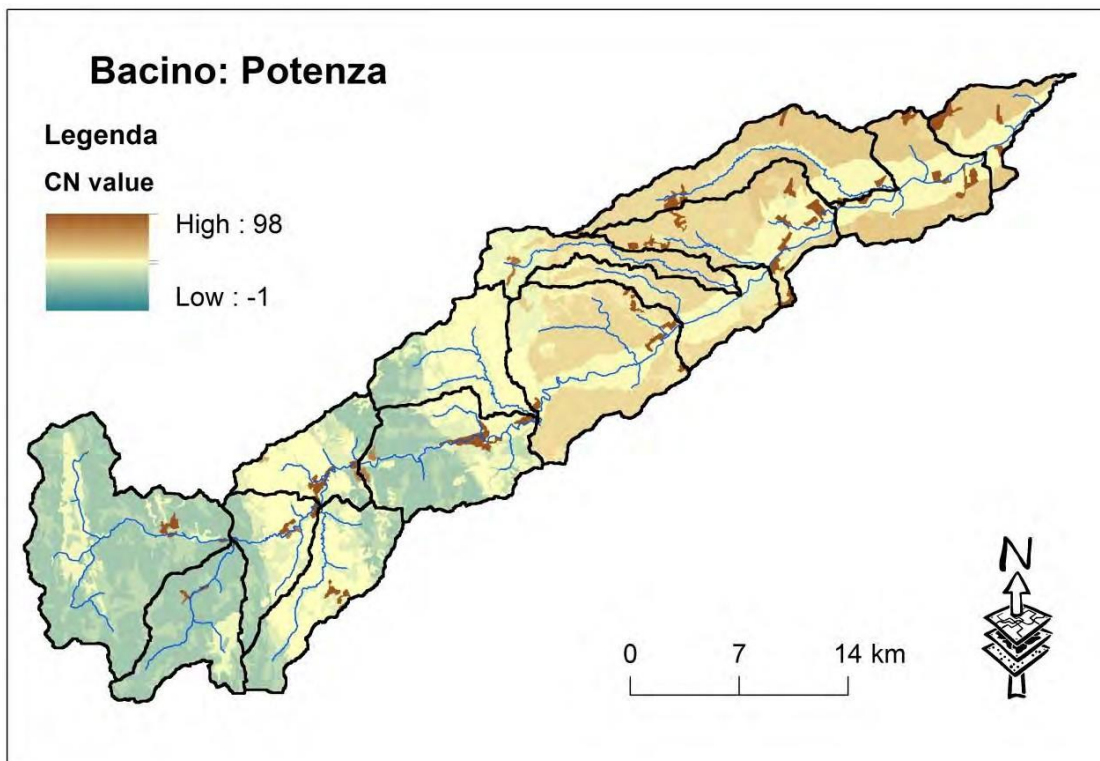 Bacino: Potenza
Legenda
CN value
High : 98
Low : -1
N
0 7 14 km